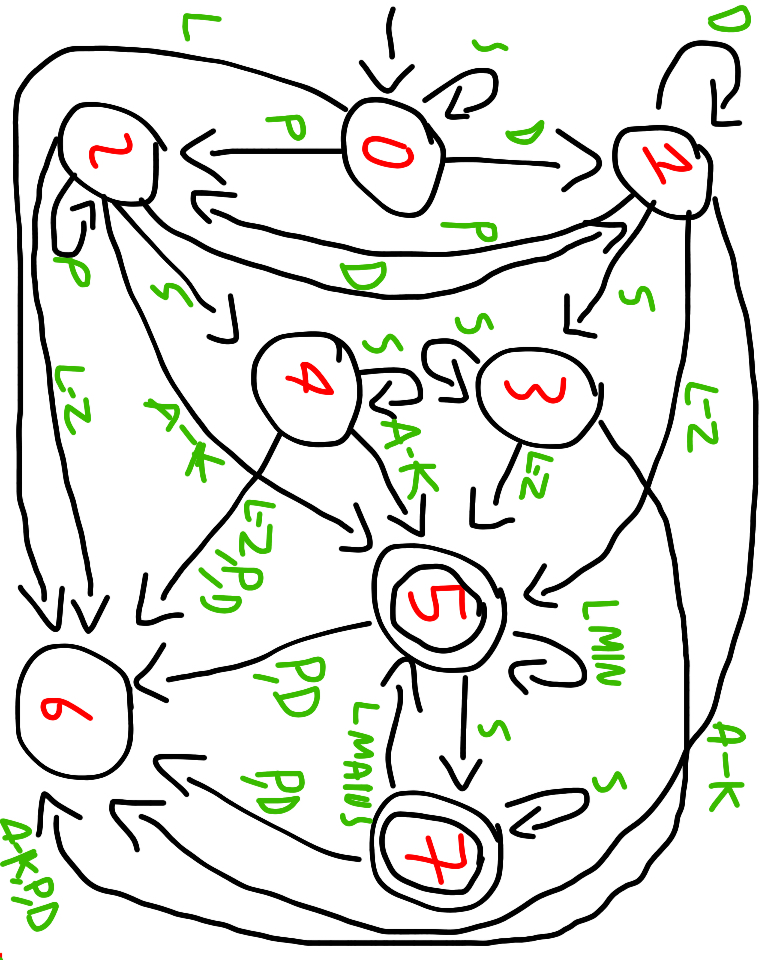 D
A-K
L-Z
1
S
LMIN
S
3
L-Z
D
S
P
S
S
5
7
0
S
A-K
D
LMAIUS
4
P
P,D
P,D
L-Z,P,D
L
S
A-K
2
P
L-Z
6
A-K,P,D